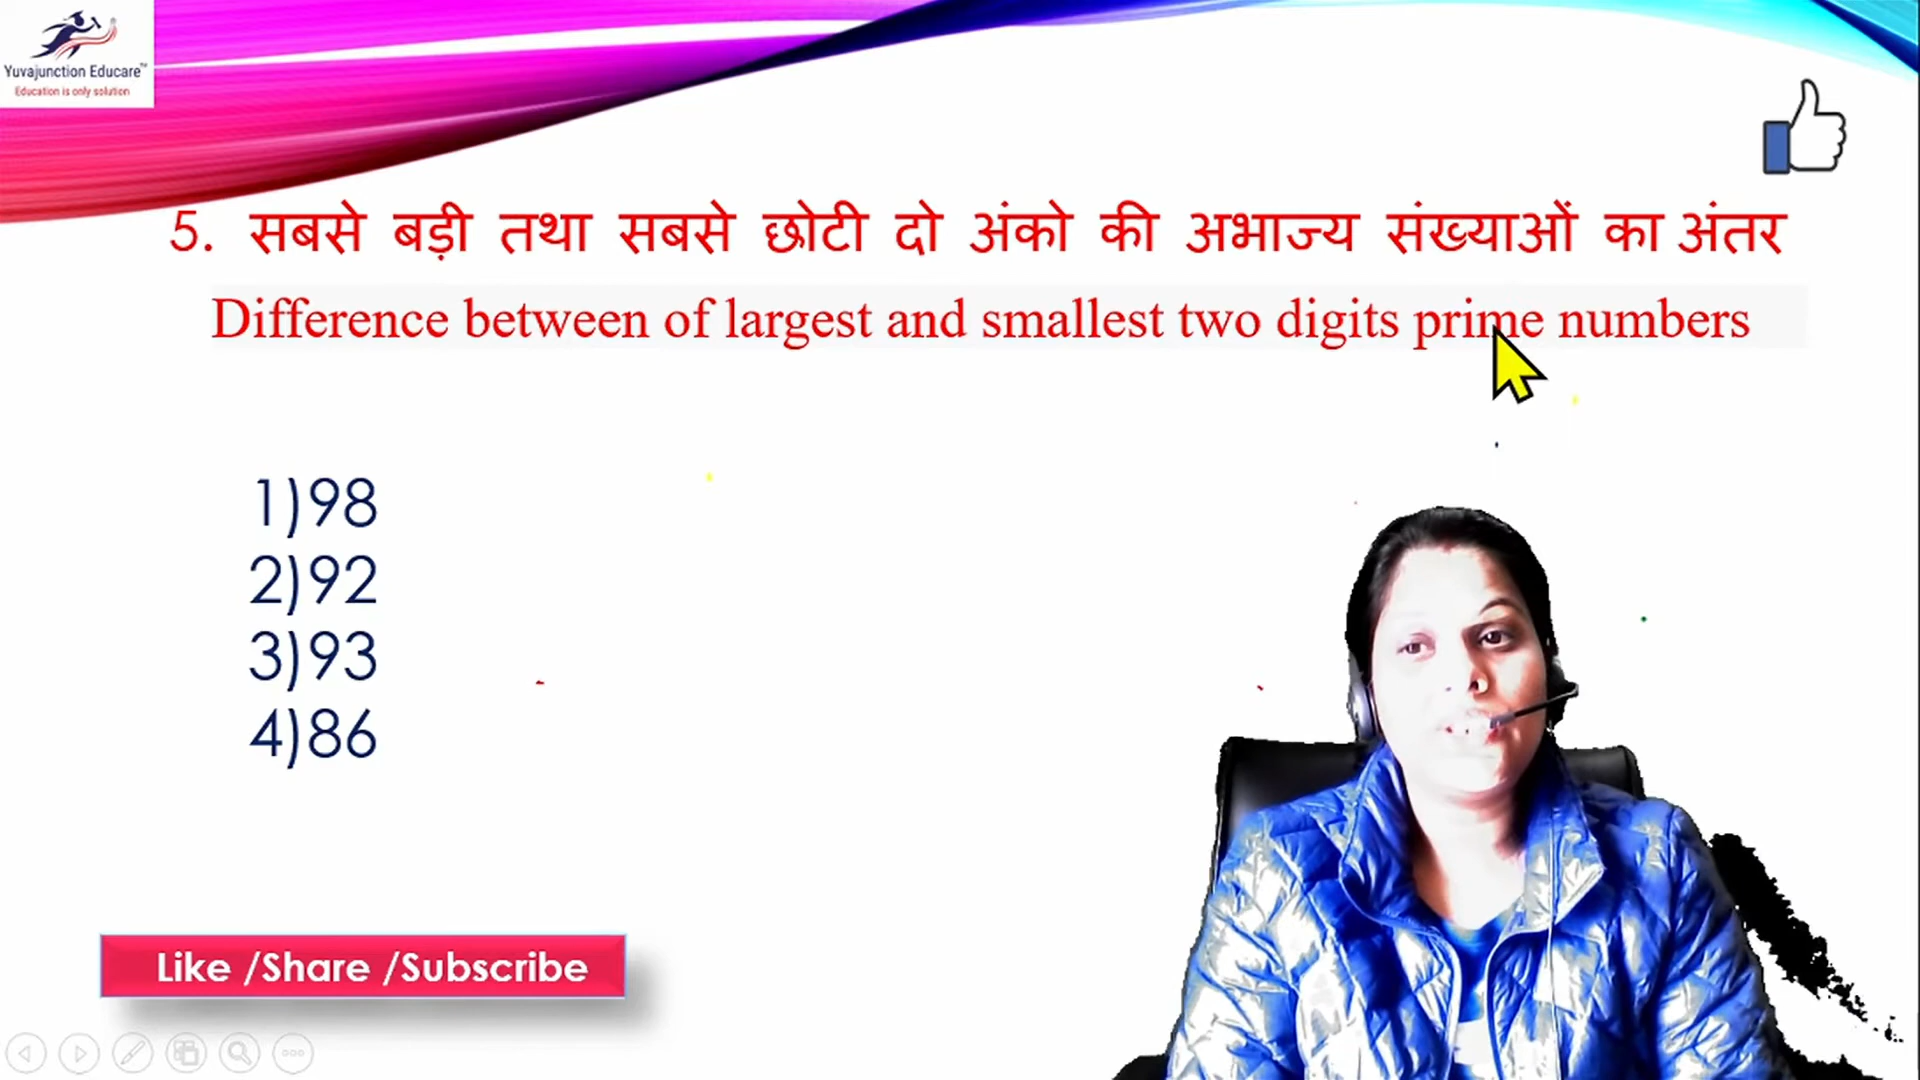 Yuvajunction Educare™
Education is only solution
5. सबसे बड़ी तथा सबसे छोटी दो अंको की अभाज्य संख्याओं का अंतर
Difference between of largest and smallest two digits prime numbers
1)98
2)92
3)93
4)86
Like /Share /Subscribe